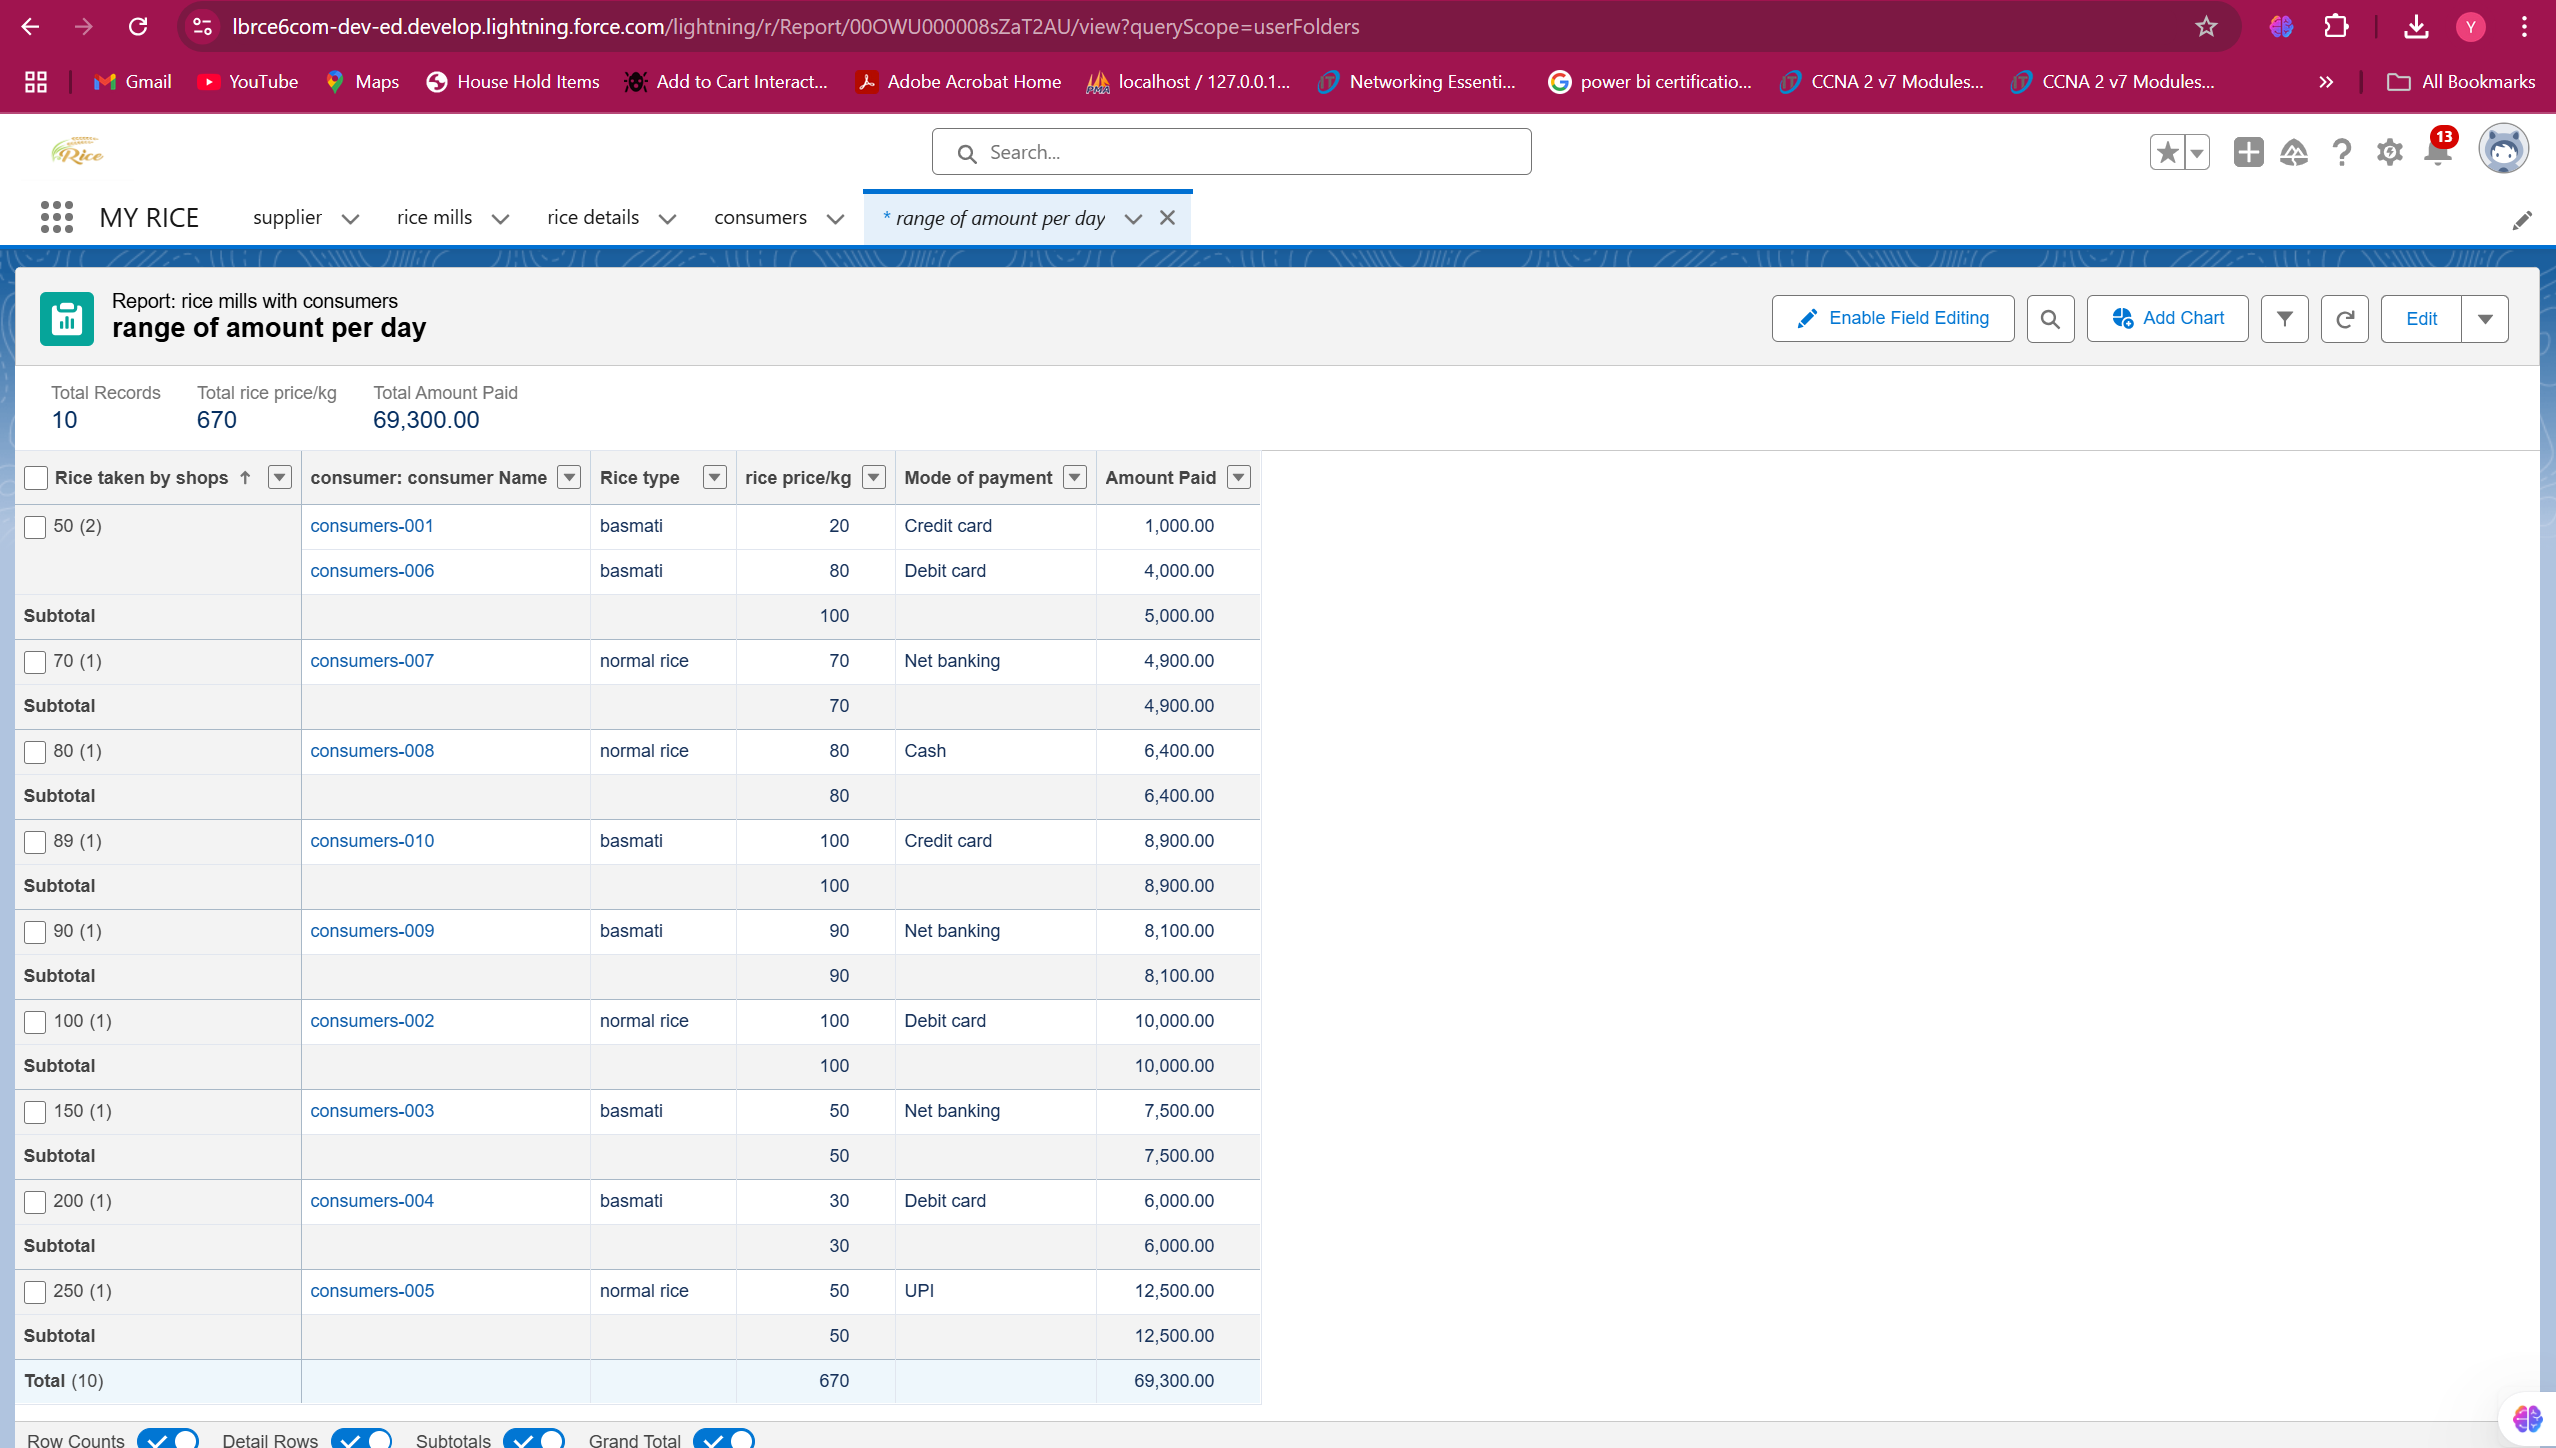 lbrce6com-dev-ed.develop.lightning.force.com/lightning/r/Report/00OWU000008sZaT2AU/view?queryScope=userFolders
Y
Gmail YouTube Maps House Hold Items Add to Cart Interact... Adobe Acrobat Home localhost / 127.0.0.1... Networking Essenti... power bi certificatio... CCNA 2 v7 Modules... CCNA 2 v7 Modules... » All Bookmarks
Rice
Search...
13
MY RICE supplier rice mills rice details consumers * range of amount per day
Report: rice mills with consumers
range of amount per day
Enable Field Editing Add Chart Edit
Total Records Total rice price/kg Total Amount Paid
10 670 69,300.00
Rice taken by shops ↑ consumer: consumer Name Rice type rice price/kg Mode of payment Amount Paid
50 (2) consumers-001 basmati 20 Credit card 1,000.00
consumers-006 basmati 80 Debit card 4,000.00
Subtotal 100 5,000.00
70 (1) consumers-007 normal rice 70 Net banking 4,900.00
Subtotal 70 4,900.00
80 (1) consumers-008 normal rice 80 Cash 6,400.00
Subtotal 80 6,400.00
89 (1) consumers-010 basmati 100 Credit card 8,900.00
Subtotal 100 8,900.00
90 (1) consumers-009 basmati 90 Net banking 8,100.00
Subtotal 90 8,100.00
100 (1) consumers-002 normal rice 100 Debit card 10,000.00
Subtotal 100 10,000.00
150 (1) consumers-003 basmati 50 Net banking 7,500.00
Subtotal 50 7,500.00
200 (1) consumers-004 basmati 30 Debit card 6,000.00
Subtotal 30 6,000.00
250 (1) consumers-005 normal rice 50 UPI 12,500.00
Subtotal 50 12,500.00
Total (10) 670 69,300.00
Row Counts Detail Rows Subtotals Grand Total